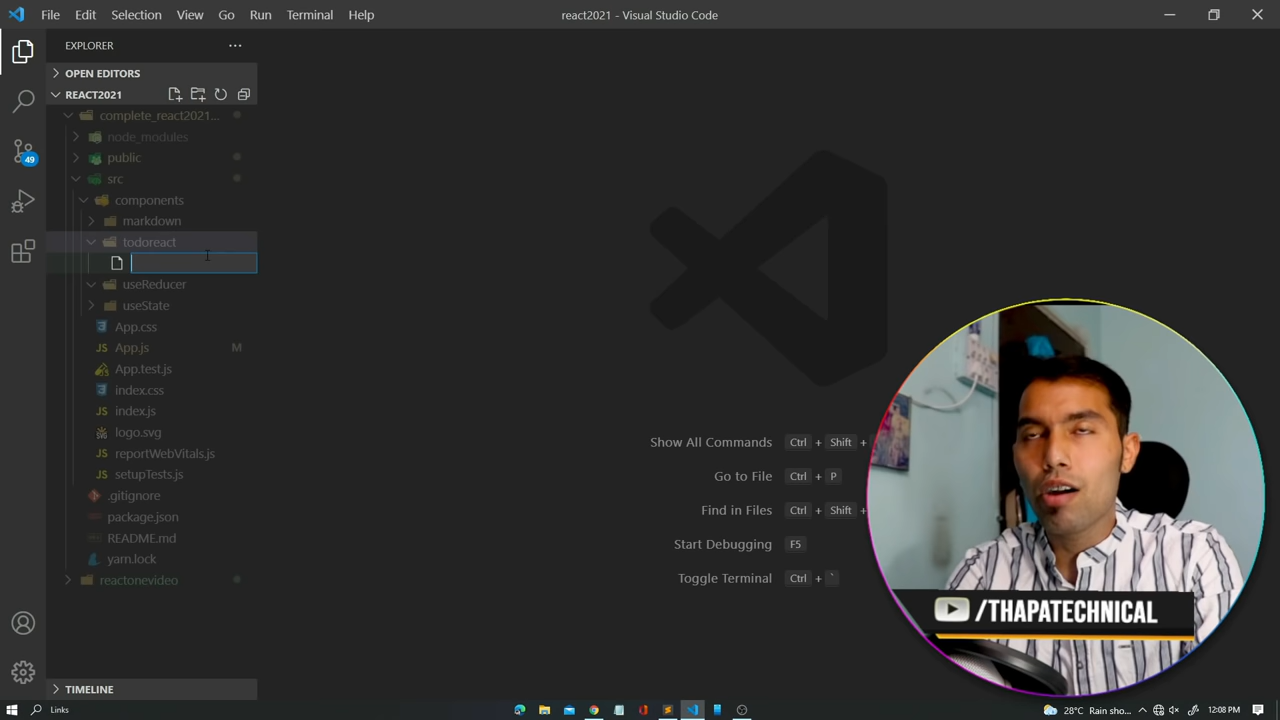 File Edit Selection View Go Run Terminal Help
react2021 - Visual Studio Code
EXPLORER
OPEN EDITORS
REACT2021
complete_react2021...
node_modules
public
src
components
markdown
todoreact
useReducer
useState
App.css
App.js M
App.test.js
index.css
index.js
logo.svg
reportWebVitals.js
setupTests.js
.gitignore
package.json
README.md
yarn.lock
reactonevideo
TIMELINE
49
Show All Commands Ctrl + Shift +
Go to File Ctrl + P
Find in Files Ctrl + Shift +
Start Debugging F5
Toggle Terminal Ctrl + `
/THAPATECHNICAL
Links
28°C Rain sho... 12:08 PM